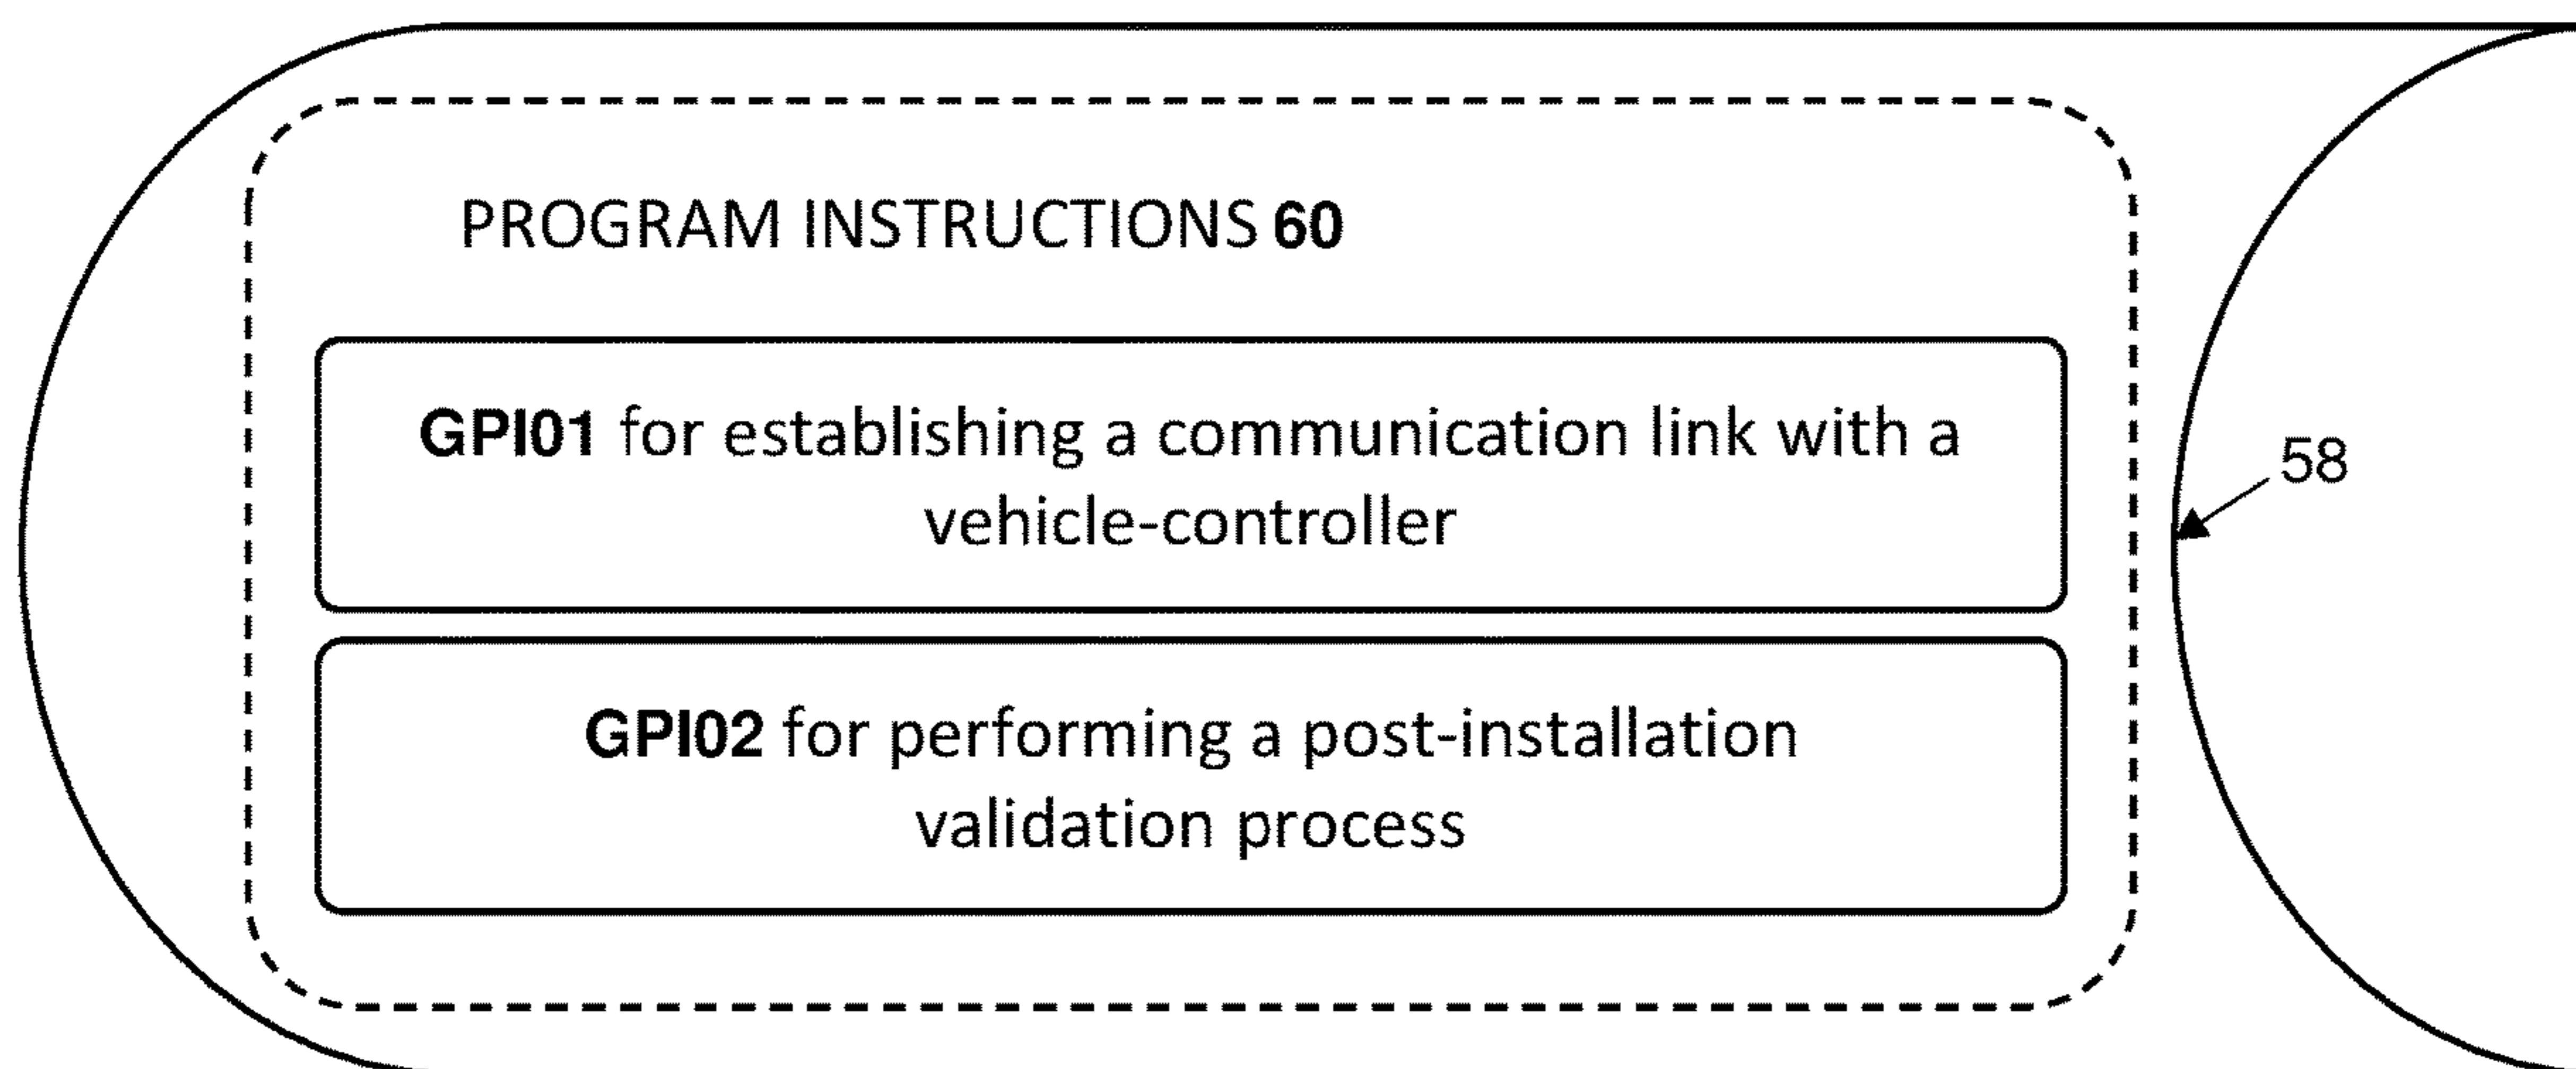 PROGRAM INSTRUCTIONS 60
GPI01 for establishing a communication link with a
vehicle-controller
58
GPI02 for performing a post-installation
validation process